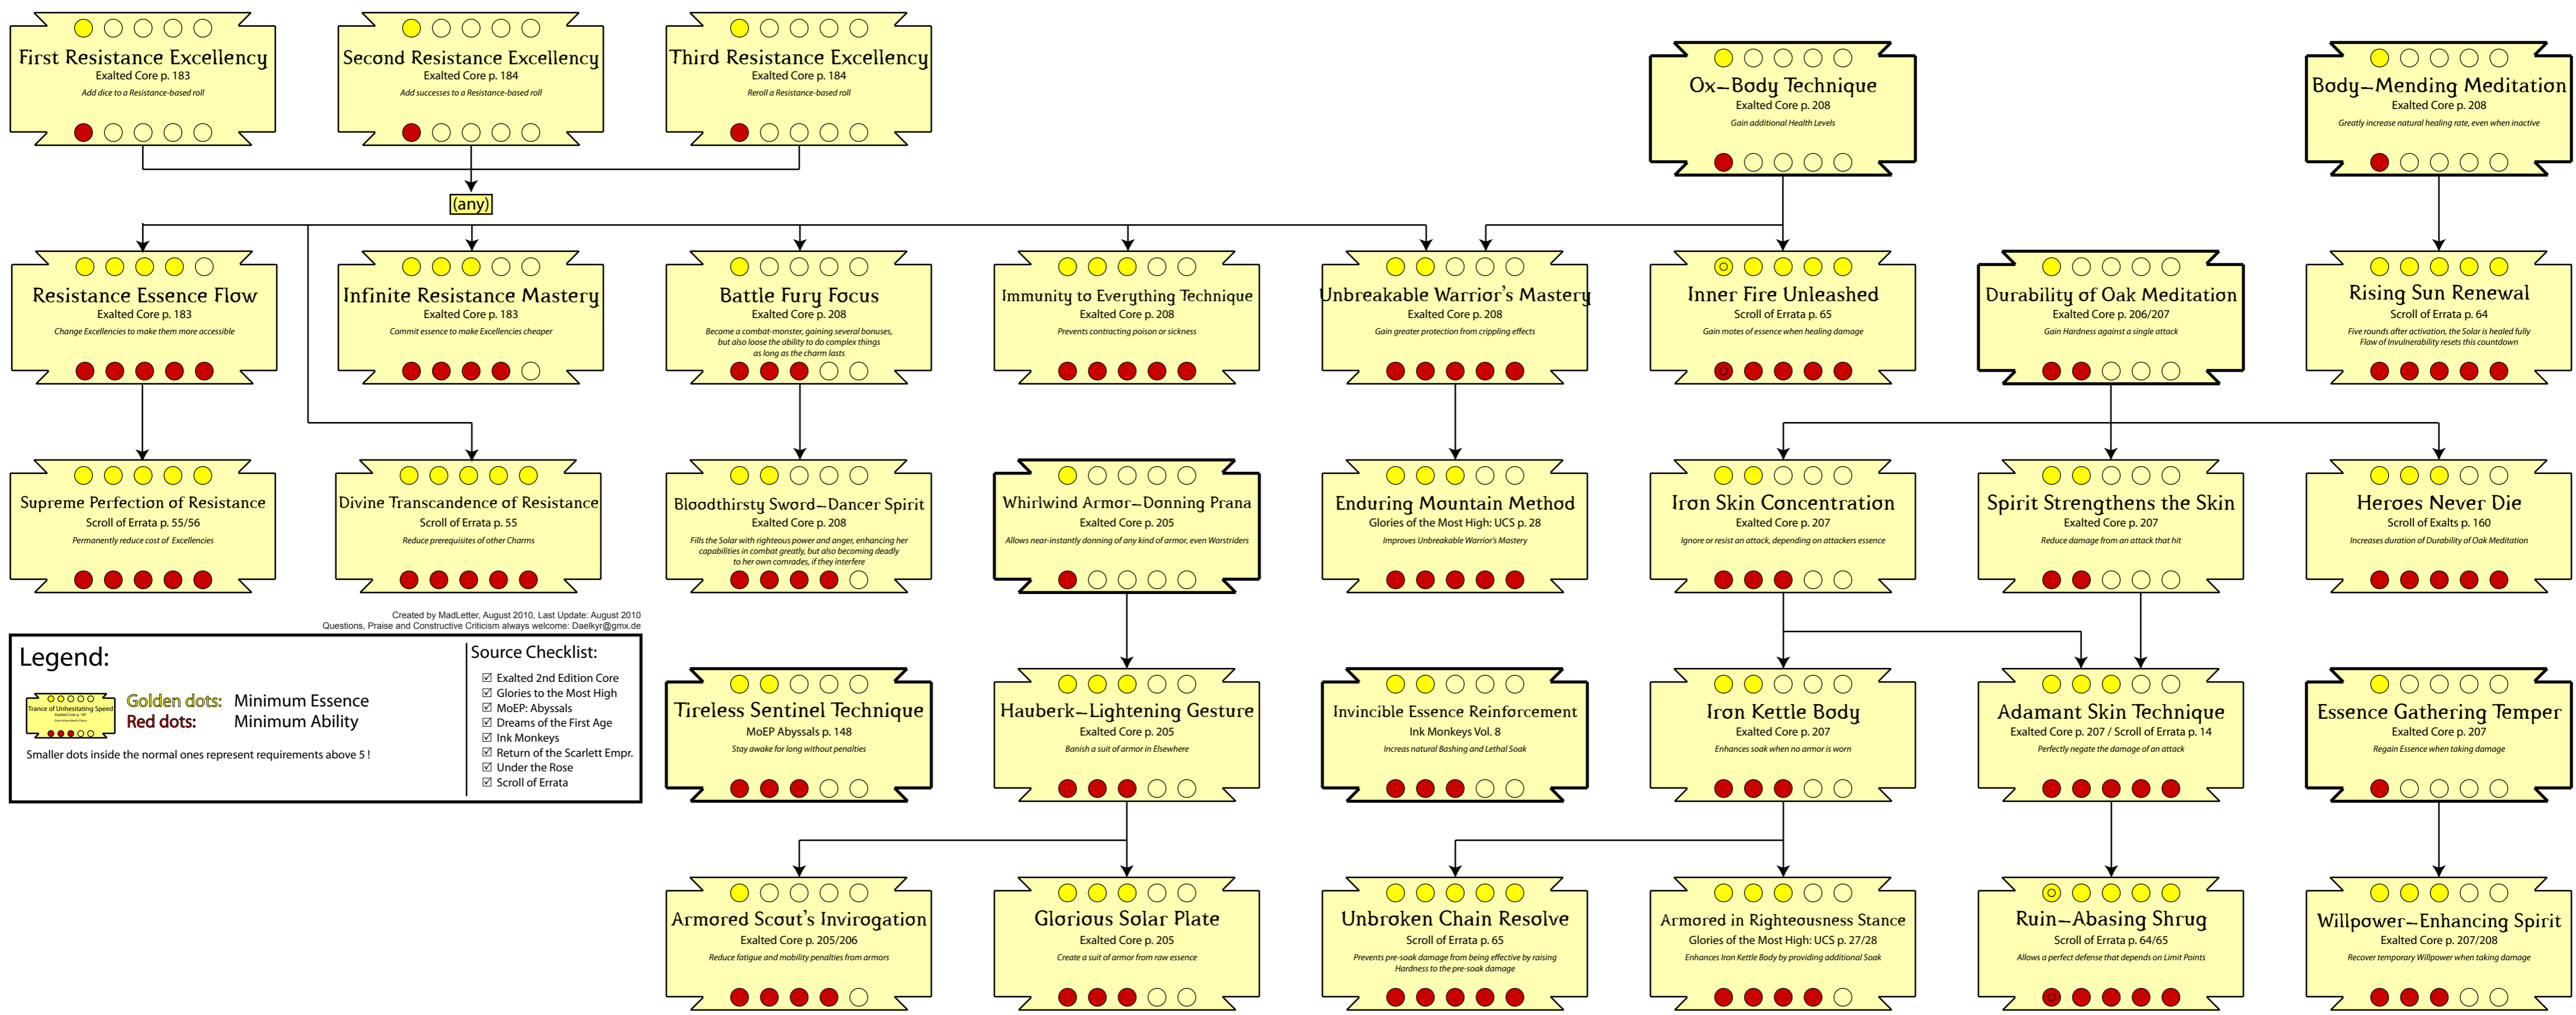 First Resistance Excellency
Exalted Core p. 183
Add dice to a Resistance-based roll
Second Resistance Excellency
Exalted Core p. 184
Add successes to a Resistance-based roll
Third Resistance Excellency
Exalted Core p. 184
Reroll a Resistance-based roll
Ox-Body Technique
Exalted Core p. 208
Gain additional Health Levels
Body-Mending Meditation
Exalted Core p. 208
Greatly increase natural healing rate, even when inactive
(any)
Resistance Essence Flow
Exalted Core p. 183
Change Excellencies to make them more accessible
Infinite Resistance Mastery
Exalted Core p. 183
Commit essence to make Excellencies cheaper
Battle Fury Focus
Exalted Core p. 208
Become a combat-monster, gaining several bonuses,
but also loose the ability to do complex things
as long as the charm lasts
Immunity to Everything Technique
Exalted Core p. 208
Prevents contracting poison or sickness
Unbreakable Warrior's Mastery
Exalted Core p. 208
Gain greater protection from crippling effects
Inner Fire Unleashed
Scroll of Errata p. 65
Gain motes of essence when healing damage
Durability of Oak Meditation
Exalted Core p. 206/207
Gain Hardness against a single attack
Rising Sun Renewal
Scroll of Errata p. 64
Five rounds after activation, the Solar is healed fully
Flaw of Invulnerability resets this countdown
Supreme Perfection of Resistance
Scroll of Errata p. 55/56
Permanently reduce cost of Excellencies
Divine Transcandence of Resistance
Scroll of Errata p. 55
Reduce prerequisites of other Charms
Bloodthirsty Sword-Dancer Spirit
Exalted Core p. 208
Fills the Solar with righteous power and anger, enhancing her
capabilities in combat greatly, but also becoming deadly
to her own comrades, if they interfere
Whirlwind Armor-Donning Prana
Exalted Core p. 205
Allows near-instantly donning of any kind of armor, even Warstriders
Enduring Mountain Method
Glories of the Most High: UCS p. 28
Improves Unbreakable Warrior's Mastery
Iron Skin Concentration
Exalted Core p. 207
Ignore or resist an attack, depending on attackers essence
Spirit Strengthens the Skin
Exalted Core p. 207
Reduce damage from an attack that hit
Heroes Never Die
Scroll of Exalts p. 160
Increases duration of Durability of Oak Meditation
Created by MadLetter, August 2010, Last Update: August 2010
Questions, Praise and Constructive Criticism always welcome: Daelkyr@gmx.de
Legend:
Trance of Unhesitating Speed
Exalted Core p. 187
Golden dots: Minimum Essence
Red dots: Minimum Ability
Smaller dots inside the normal ones represent requirements above 5 !
Source Checklist:
☑ Exalted 2nd Edition Core
☑ Glories to the Most High
☑ MoEP: Abyssals
☑ Dreams of the First Age
☑ Ink Monkeys
☑ Return of the Scarlett Empr.
☑ Under the Rose
☑ Scroll of Errata
Tireless Sentinel Technique
MoEP Abyssals p. 148
Stay awake for long without penalties
Hauberk-Lightening Gesture
Exalted Core p. 205
Banish a suit of armor in Elsewhere
Invincible Essence Reinforcement
Ink Monkeys Vol. 8
Increas natural Bashing and Lethal Soak
Iron Kettle Body
Exalted Core p. 207
Enhances soak when no armor is worn
Adamant Skin Technique
Exalted Core p. 207 / Scroll of Errata p. 14
Perfectly negate the damage of an attack
Essence Gathering Temper
Exalted Core p. 207
Regain Essence when taking damage
Armored Scout's Invirogation
Exalted Core p. 205/206
Reduce fatigue and mobility penalties from armors
Glorious Solar Plate
Exalted Core p. 205
Create a suit of armor from raw essence
Unbroken Chain Resolve
Scroll of Errata p. 65
Prevents pre-soak damage from being effective by raising
Hardness to the pre-soak damage
Armored in Righteousness Stance
Glories of the Most High: UCS p. 27/28
Enhances Iron Kettle Body by providing additional Soak
Ruin-Abasing Shrug
Scroll of Errata p. 64/65
Allows a perfect defense that depends on Limit Points
Willpower-Enhancing Spirit
Exalted Core p. 207/208
Recover temporary Willpower when taking damage